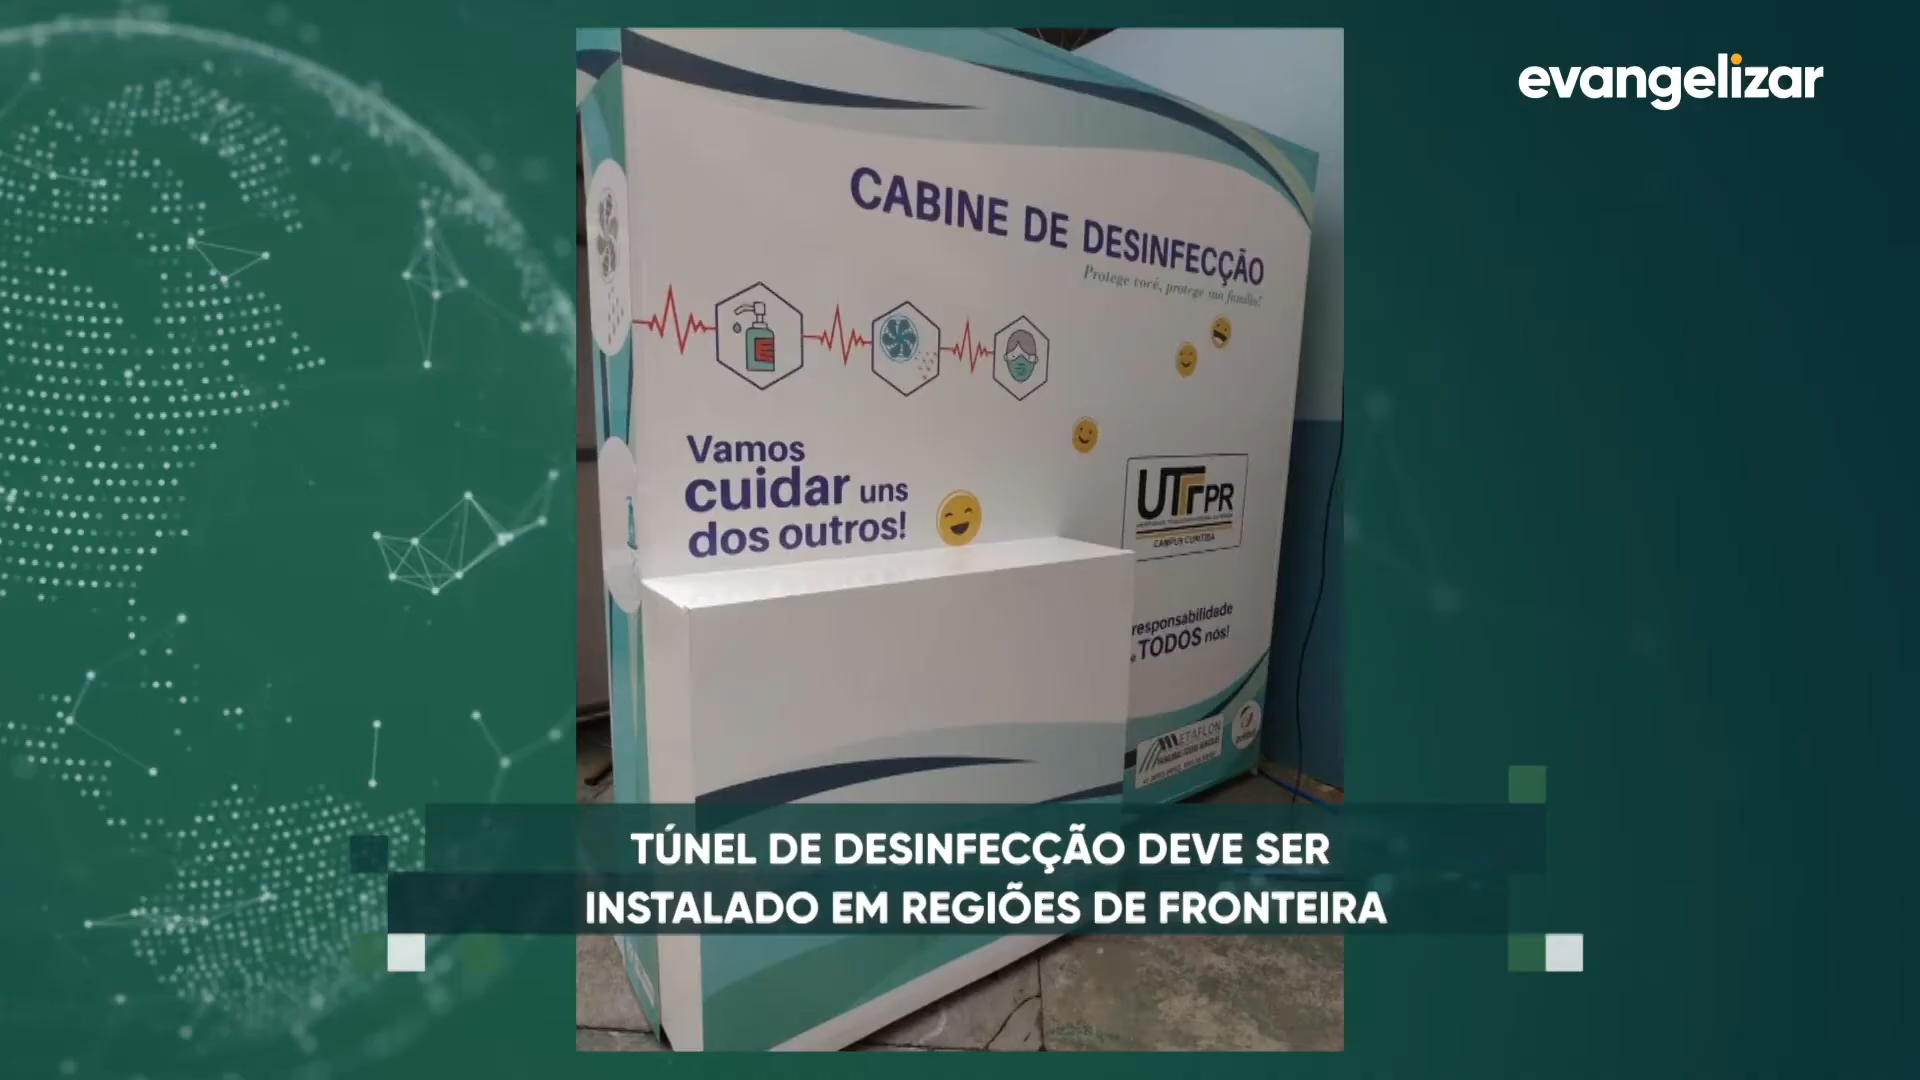 evangelizar
CABINE DE DESINFECÇÃO
Protege você, protege sua família!
Vamos
cuidar uns
dos outros!
UTFPR
CAMPUS CURITIBA
responsabilidade
TODOS nós!
METAFLON
TÚNEL DE DESINFECÇÃO DEVE SER
INSTALADO EM REGIÕES DE FRONTEIRA